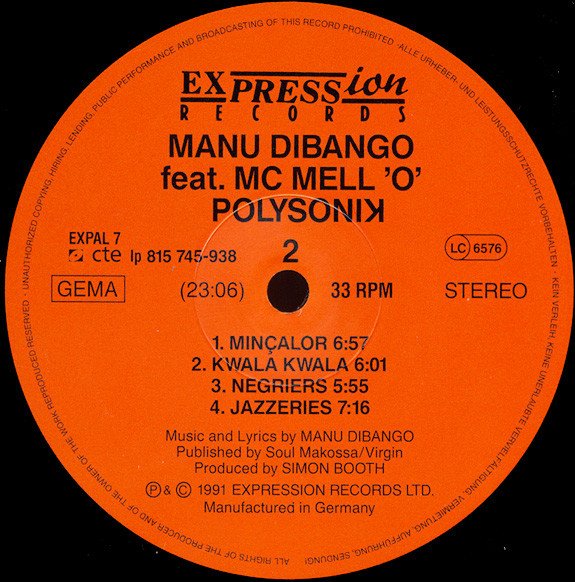 EXPRESSion
RECORDS
MANU DIBANGO
feat. MC MELL 'O'
POLYSONIK
EXPAL 7
cte lp 815 745-938
2
LC 6576
GEMA
(23:06)
33 RPM
STEREO
1. MINÇALOR 6:57
2. KWALA KWALA 6:01
3. NEGRIERS 5:55
4. JAZZERIES 7:16
Music and Lyrics by MANU DIBANGO
Published by Soul Makossa/Virgin
Produced by SIMON BOOTH
℗ & © 1991 EXPRESSION RECORDS LTD.
Manufactured in Germany
ALL RIGHTS OF THE PRODUCER AND OF THE OWNER OF THE WORK REPRODUCED RESERVED · UNAUTHORIZED COPYING, HIRING, LENDING, PUBLIC PERFORMANCE AND BROADCASTING OF THIS RECORD PROHIBITED · ALLE URHEBER- UND LEISTUNGSSCHUTZRECHTE VORBEHALTEN · KEIN VERLEIH, KEINE UNERLAUBTE VERVIELFÄLTIGUNG, VERMIETUNG, AUFFÜHRUNG, SENDUNG!